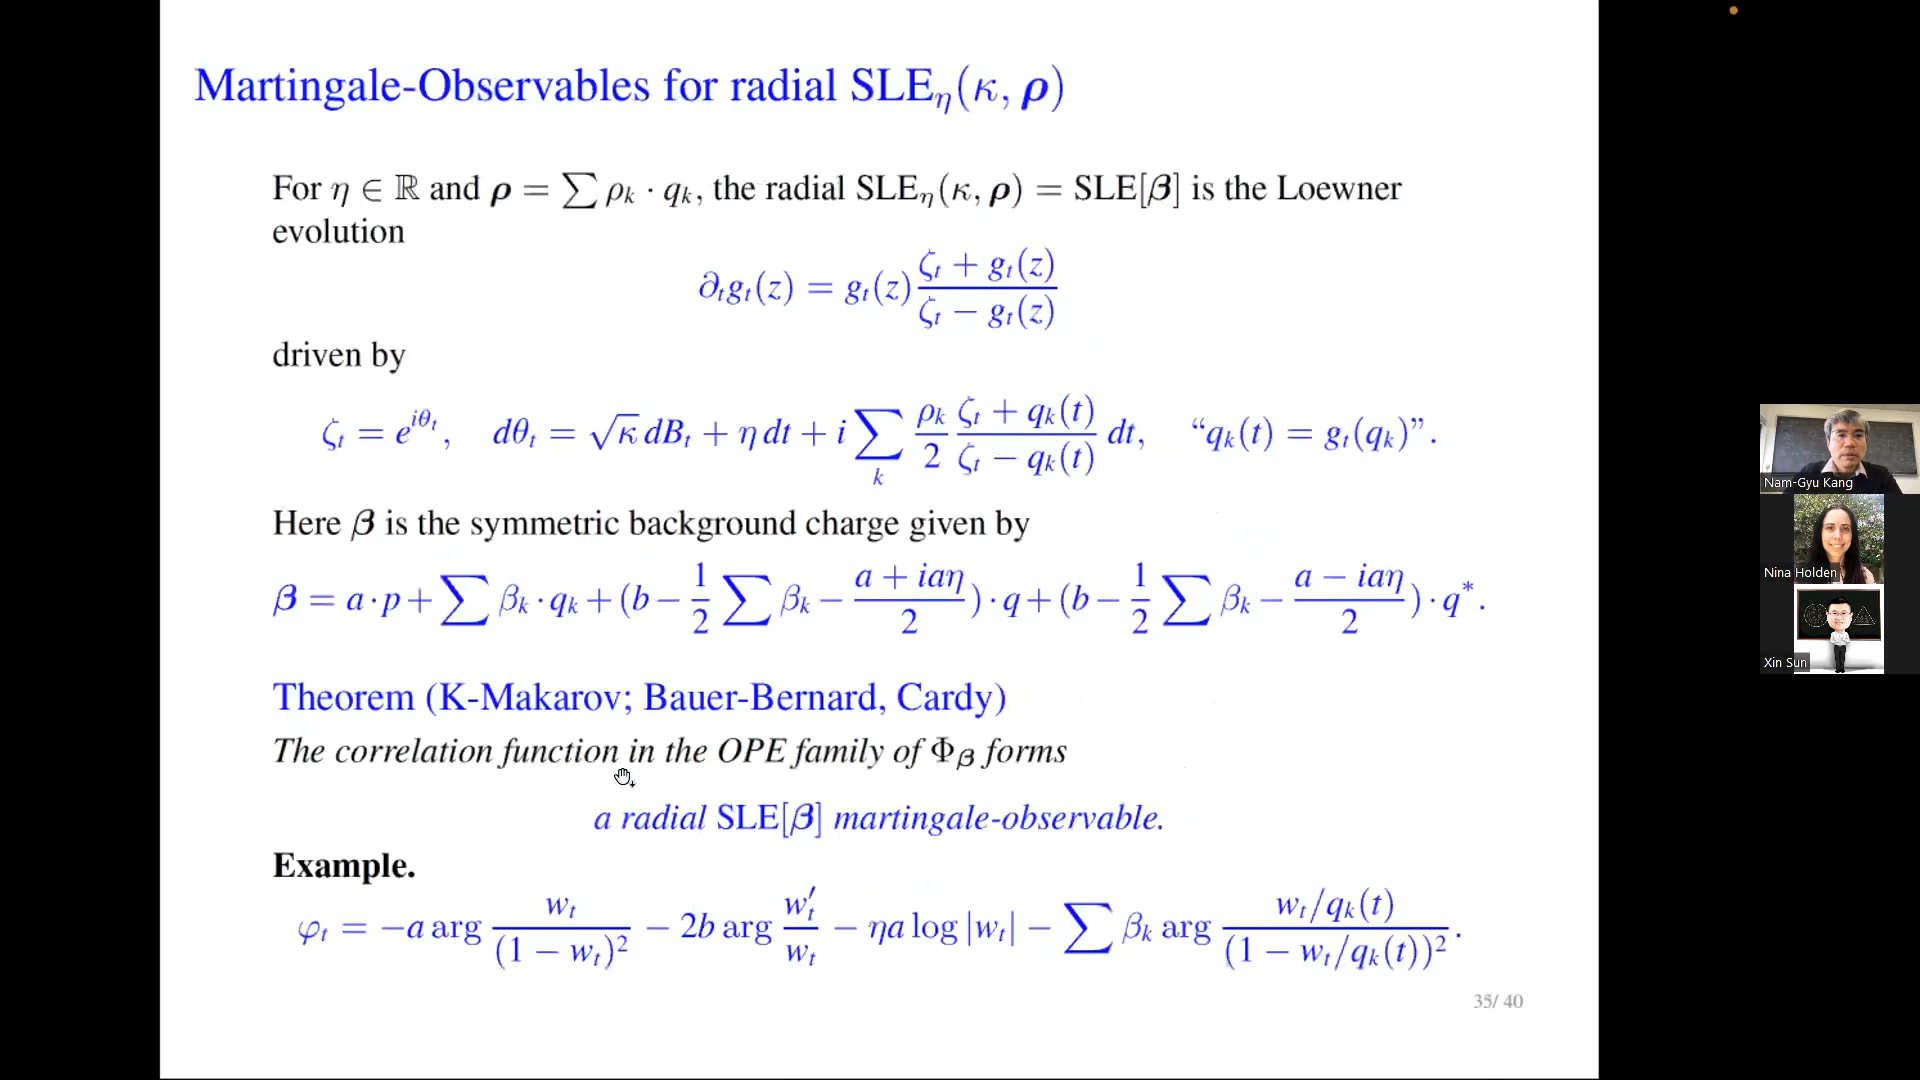 Martingale-Observables for radial SLE_η(κ, ρ)
For η ∈ ℝ and ρ = ∑ ρ_k · q_k, the radial SLE_η(κ, ρ) = SLE[β] is the Loewner
evolution
∂_t g_t(z) = g_t(z) (ζ_t + g_t(z)) / (ζ_t − g_t(z))
driven by
ζ_t = e^{iθ_t}, dθ_t = √κ dB_t + η dt + i ∑_k (ρ_k / 2) (ζ_t + q_k(t)) / (ζ_t − q_k(t)) dt, “q_k(t) = g_t(q_k)”.
Here β is the symmetric background charge given by
β = a·p + ∑ β_k · q_k + (b − 1/2 ∑ β_k − (a + iaη)/2) · q + (b − 1/2 ∑ β_k − (a − iaη)/2) · q*.
Theorem (K-Makarov; Bauer-Bernard, Cardy)
The correlation function in the OPE family of Φ_β forms
a radial SLE[β] martingale-observable.
Example.
φ_t = −a arg w_t / (1 − w_t)² − 2b arg w′_t / w_t − ηa log |w_t| − ∑ β_k arg (w_t/q_k(t)) / (1 − w_t/q_k(t))².
35/ 40
Nam-Gyu Kang
Nina Holden
Xin Sun